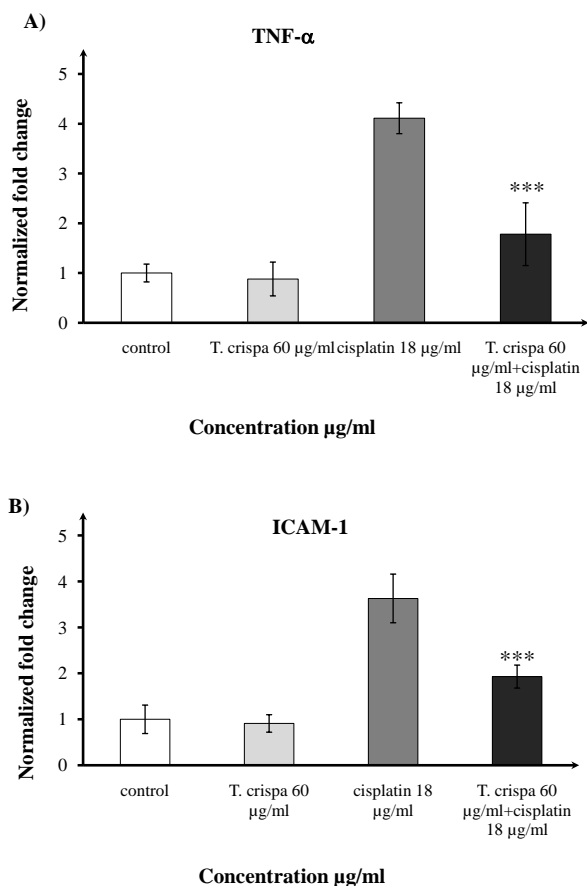 A)
TNF-α
Normalized fold change
5
4
3
2
1
0
***
control
T. crispa 60 µg/ml
cisplatin 18 µg/ml
T. crispa 60
µg/ml+cisplatin
18 µg/ml
Concentration µg/ml
B)
ICAM-1
Normalized fold change
5
4
3
2
1
0
***
control
T. crispa 60
µg/ml
cisplatin 18
µg/ml
T. crispa 60
µg/ml+cisplatin
18 µg/ml
Concentration µg/ml